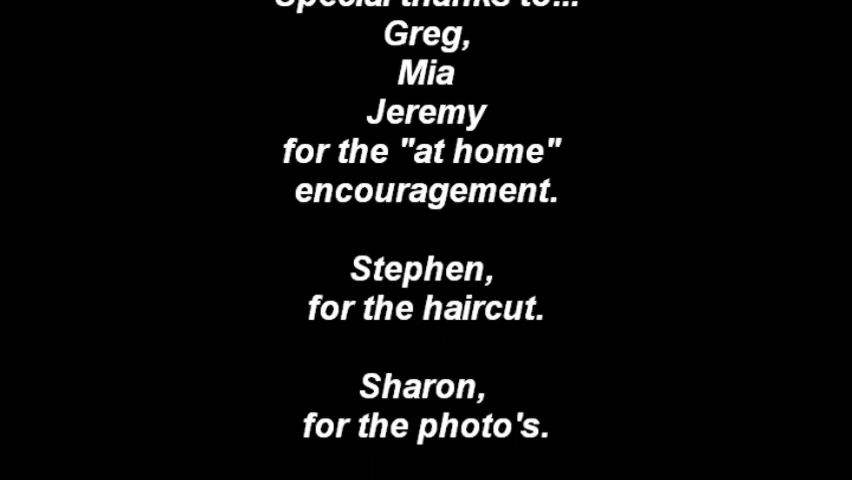 Special thanks to...
Greg,
Mia
Jeremy
for the "at home"
encouragement.
Stephen,
for the haircut.
Sharon,
for the photo's.